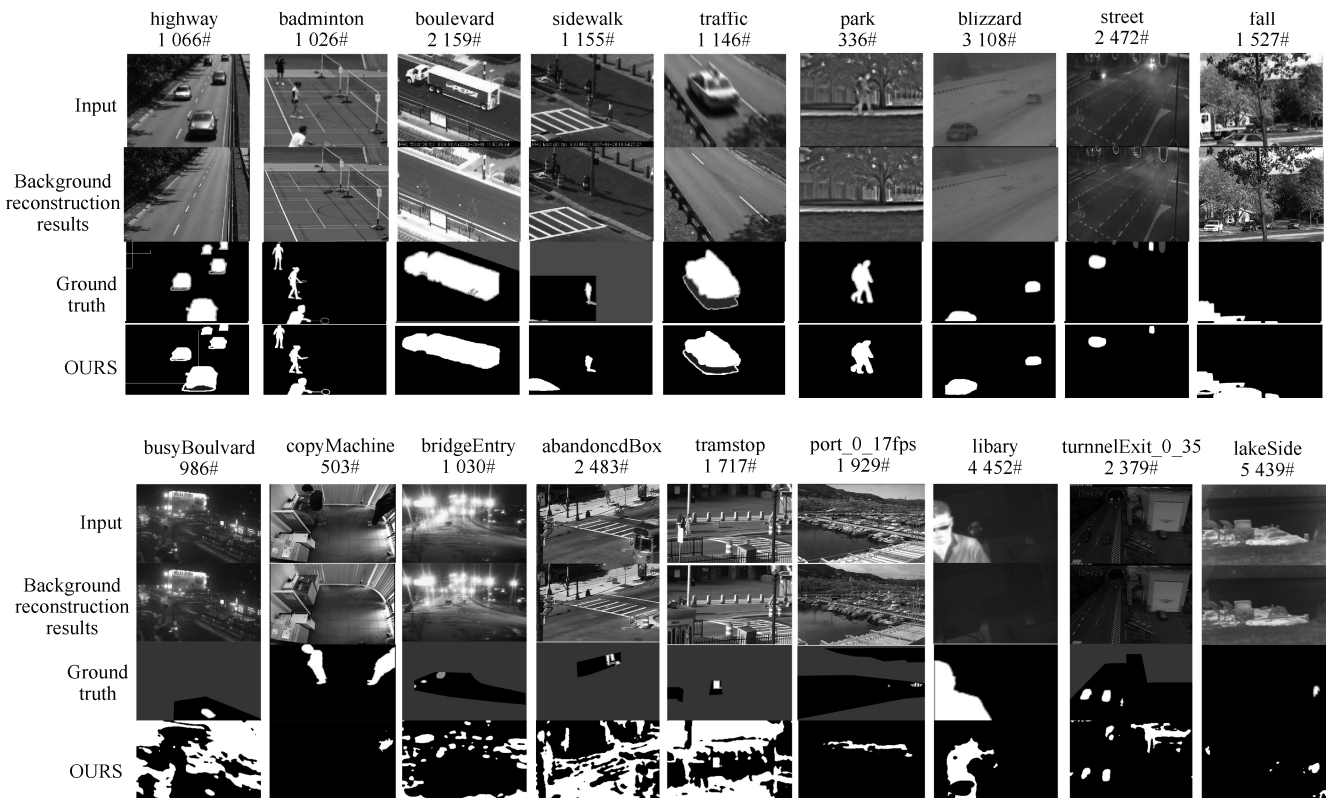 highway badminton boulevard sidewalk traffic park blizzard street fall
1 066# 1 026# 2 159# 1 155# 1 146# 336# 3 108# 2 472# 1 527#
Input
Background
reconstruction
results
Ground
truth
OURS
busyBoulvard copyMachine bridgeEntry abandoncdBox tramstop port_0_17fps libary turnnelExit_0_35 lakeSide
986# 503# 1 030# 2 483# 1 717# 1 929# 4 452# 2 379# 5 439#
Input
Background
reconstruction
results
Ground
truth
OURS